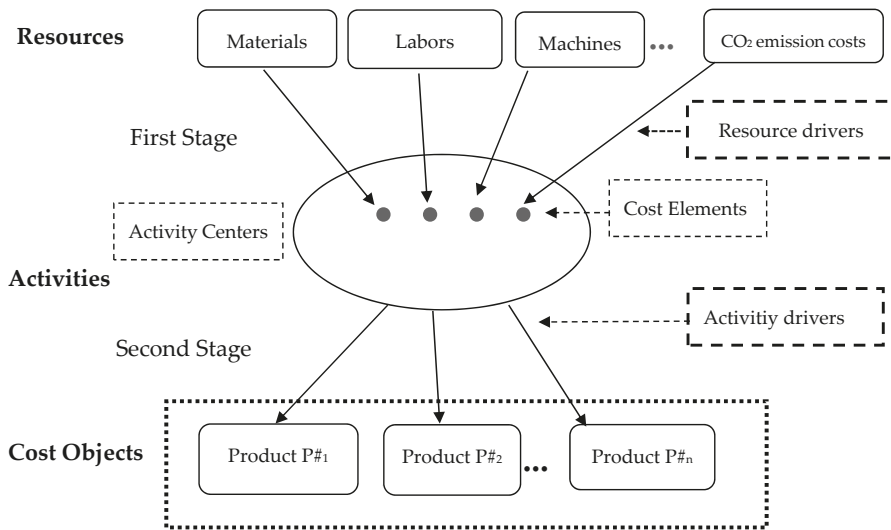 Resources
Materials
Labors
Machines
...
CO₂ emission costs
First Stage
Resource drivers
Activity Centers
Cost Elements
Activities
Activitiy drivers
Second Stage
Cost Objects
Product P#₁
Product P#₂
...
Product P#ₙ